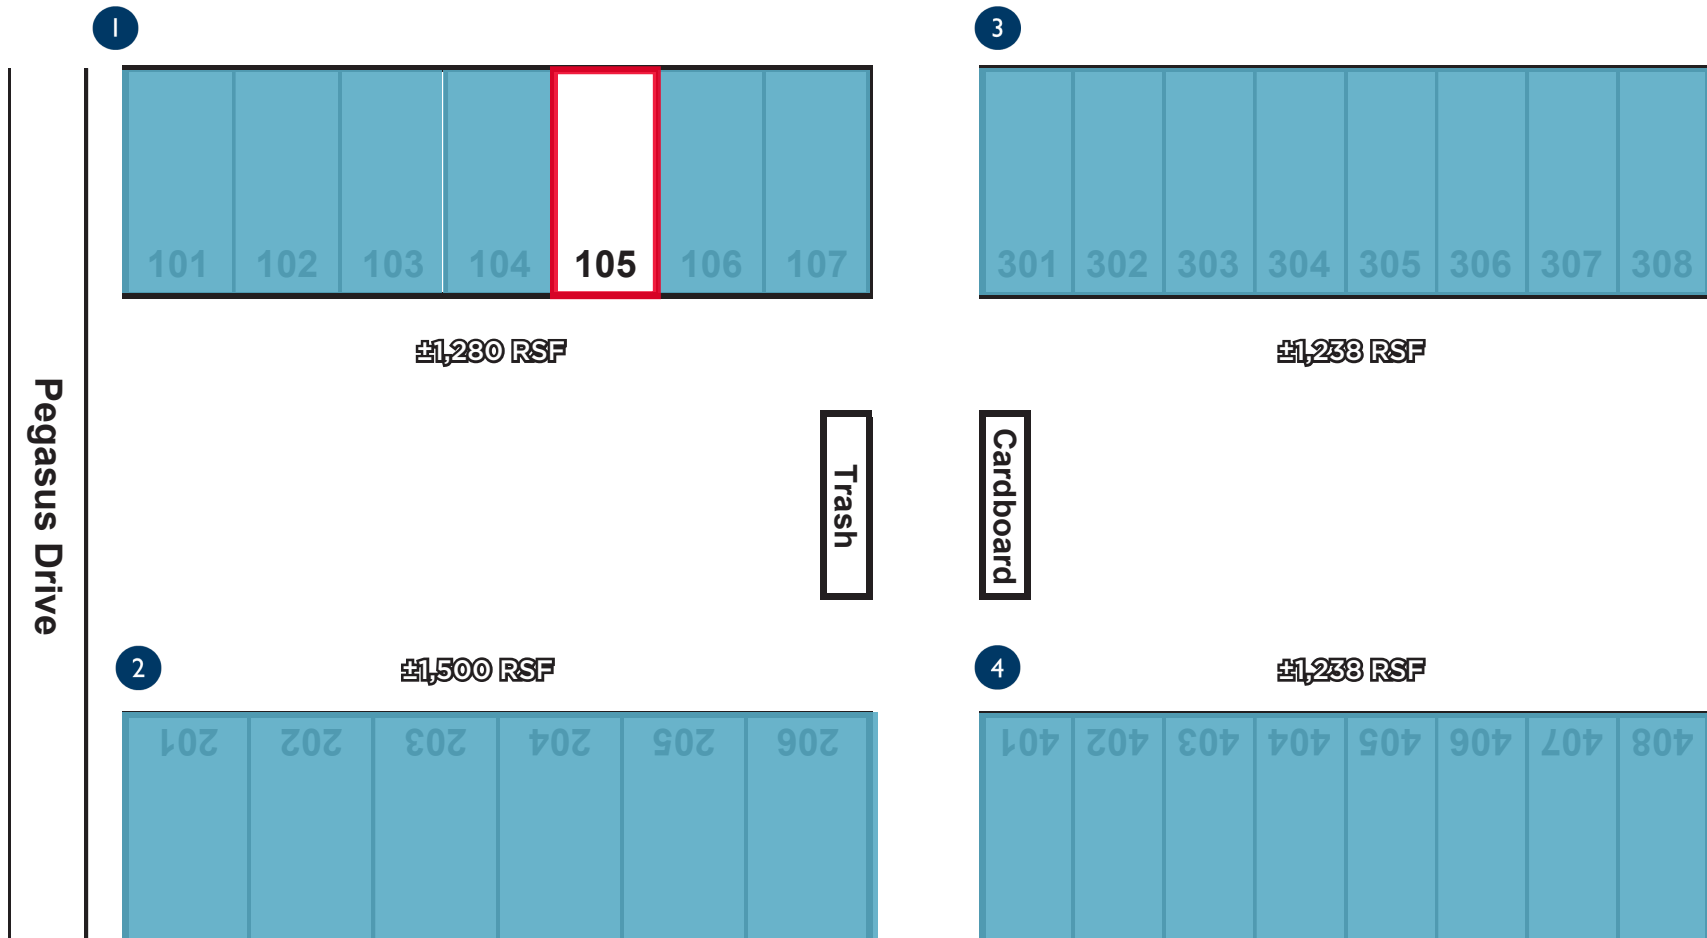 1
3
101 102 103 104 105 106 107
301 302 303 304 305 306 307 308
±1,280 RSF
±1,238 RSF
Pegasus Drive
Trash
Cardboard
2
±1,500 RSF
4
±1,238 RSF
201 202 203 204 205 206
401 402 403 404 405 406 407 408